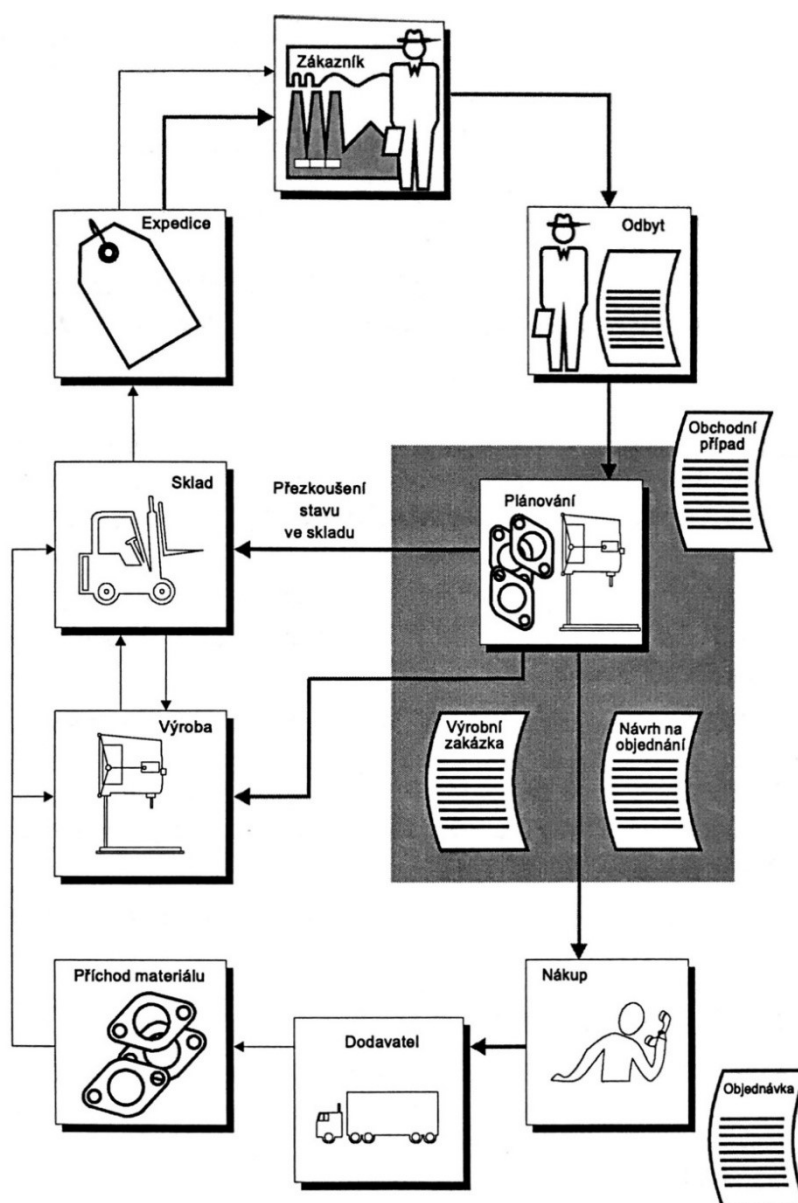 Zákazník
Expedice
Odbyt
Obchodní
případ
Sklad
Přezkoušení
stavu
ve skladu
Plánování
Výroba
Výrobní
zakázka
Návrh na
objednání
Příchod materiálu
Nákup
Dodavatel
Objednávka